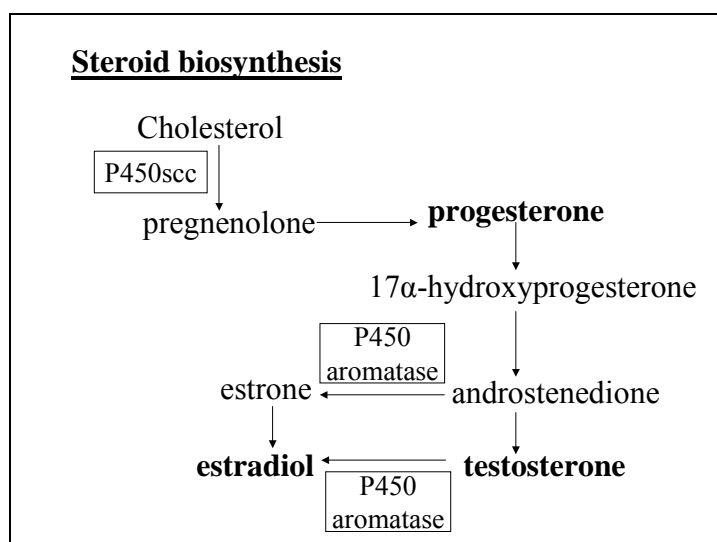 Steroid biosynthesis
Cholesterol
P450scc
pregnenolone
progesterone
17α-hydroxyprogesterone
P450
aromatase
estrone
androstenedione
estradiol
testosterone
P450
aromatase